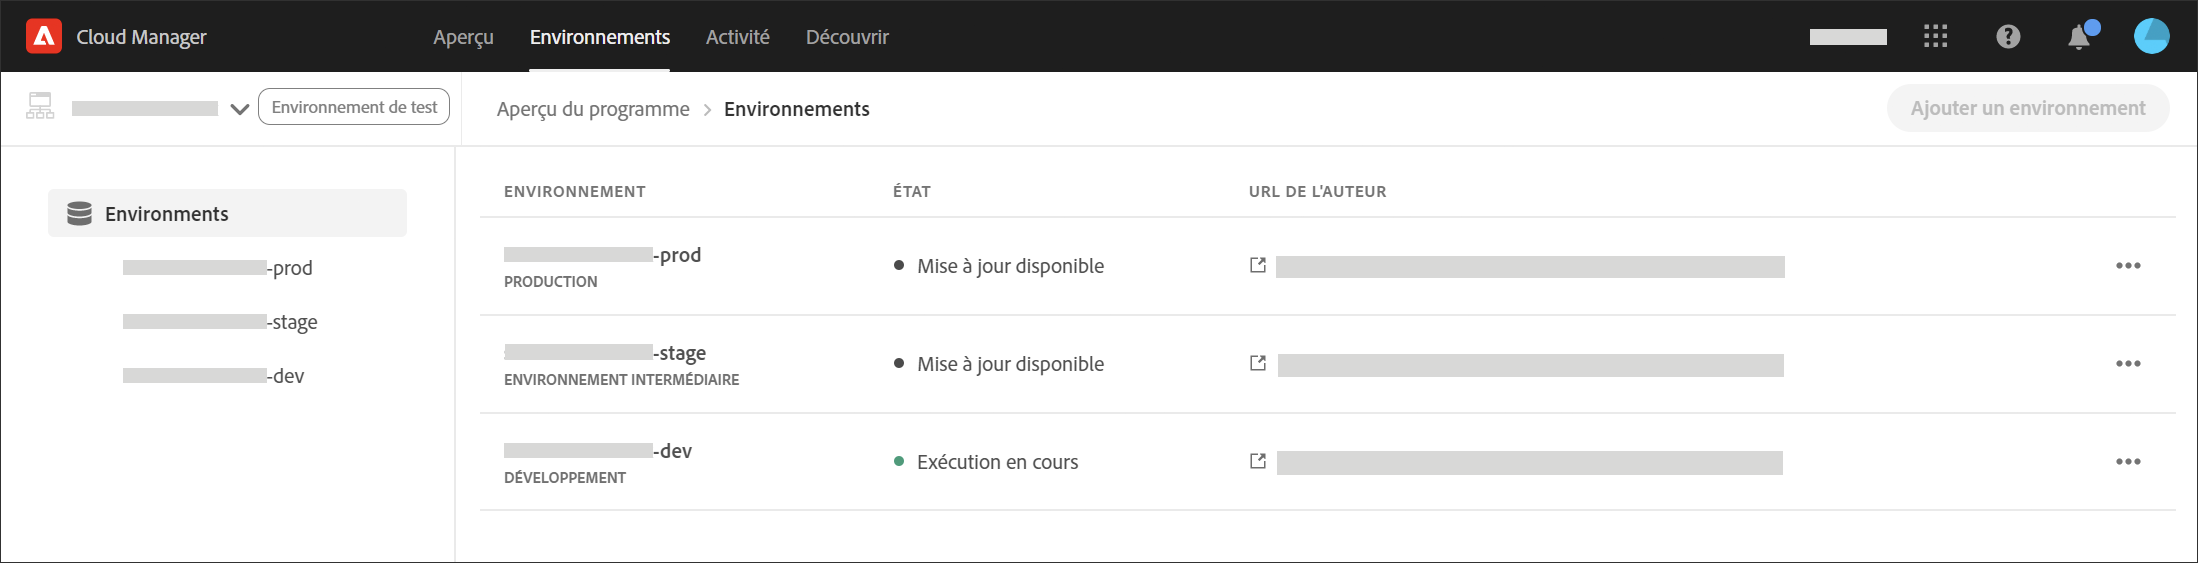 Cloud Manager
Aperçu Environnements Activité Découvrir
Environnement de test
Aperçu du programme > Environnements
Ajouter un environnement
Environments
-prod
-stage
-dev
ENVIRONNEMENT ÉTAT URL DE L'AUTEUR
-prod
PRODUCTION
Mise à jour disponible
-stage
ENVIRONNEMENT INTERMÉDIAIRE
Mise à jour disponible
-dev
DÉVELOPPEMENT
Exécution en cours